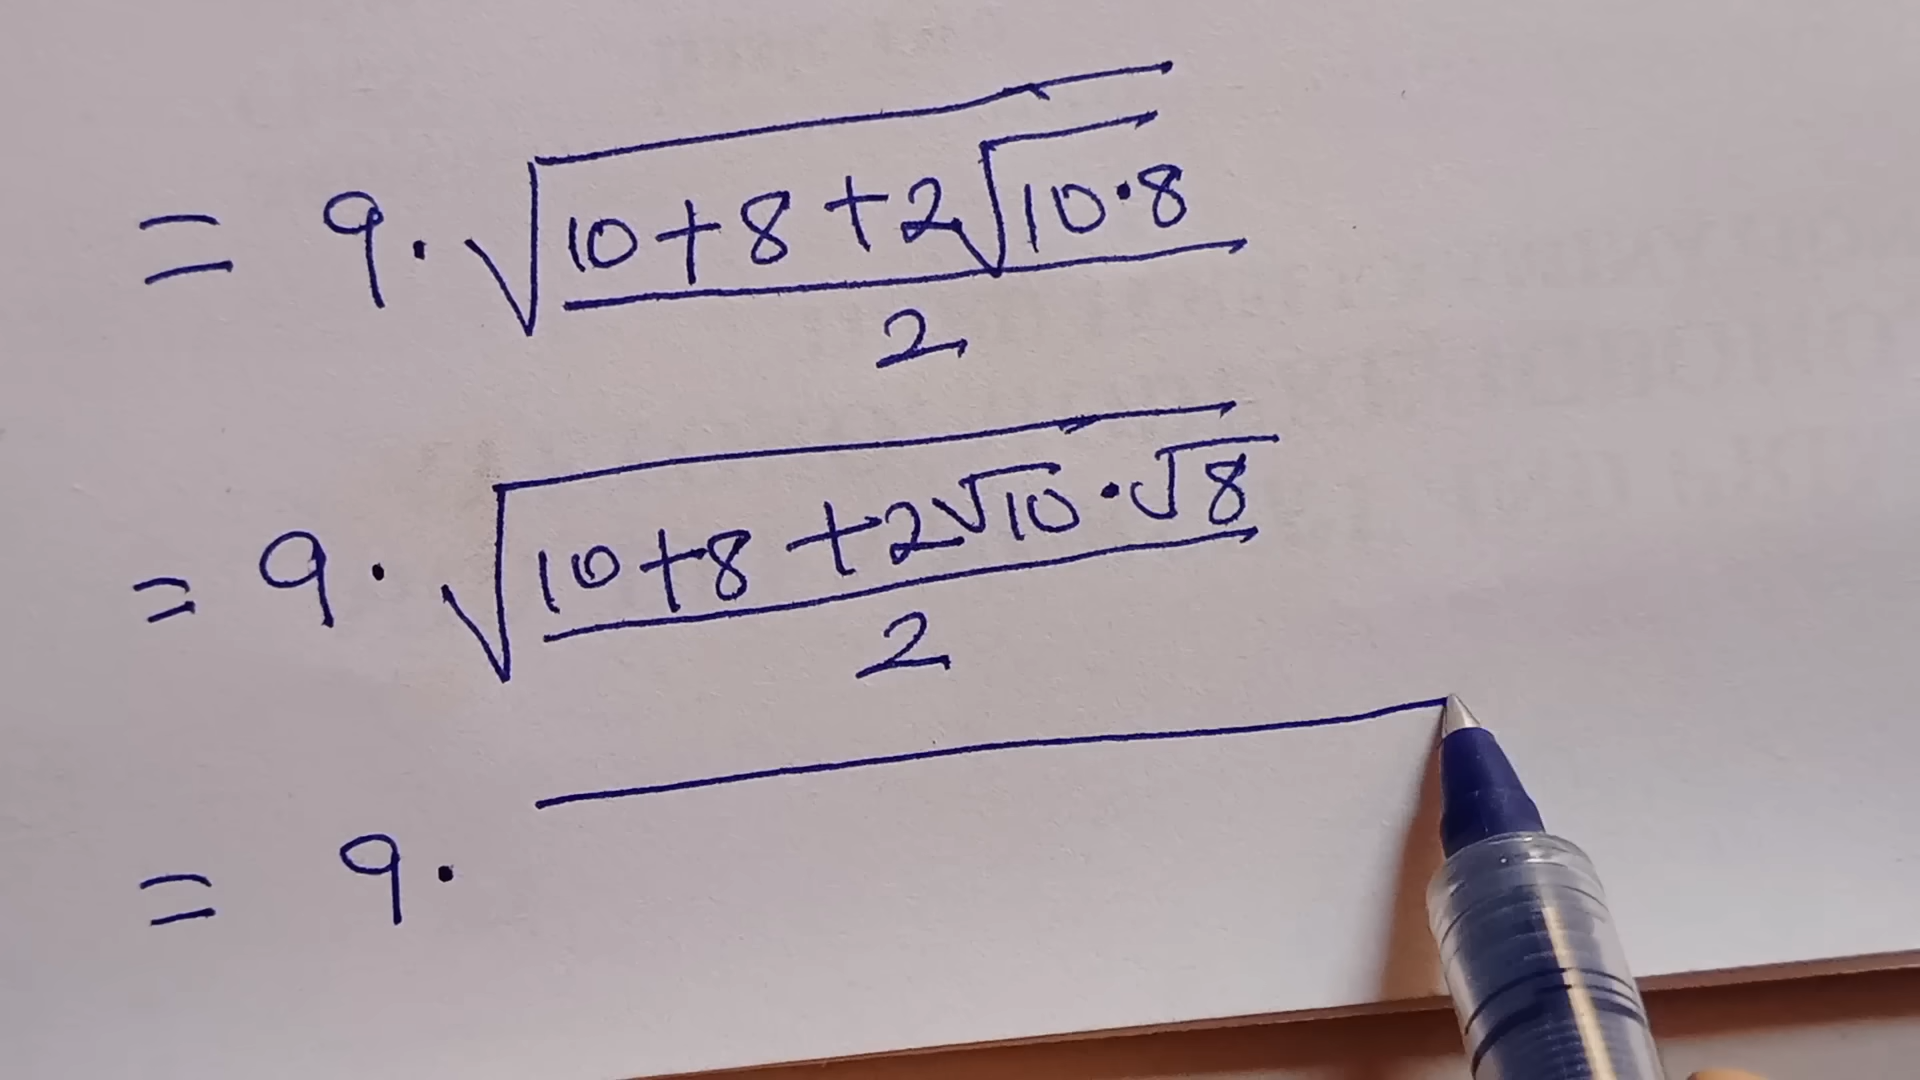 = 9 · √((10 + 8 + 2√(10·8))/2)
= 9 · √((10 + 8 + 2√10 · √8)/2)
= 9 ·